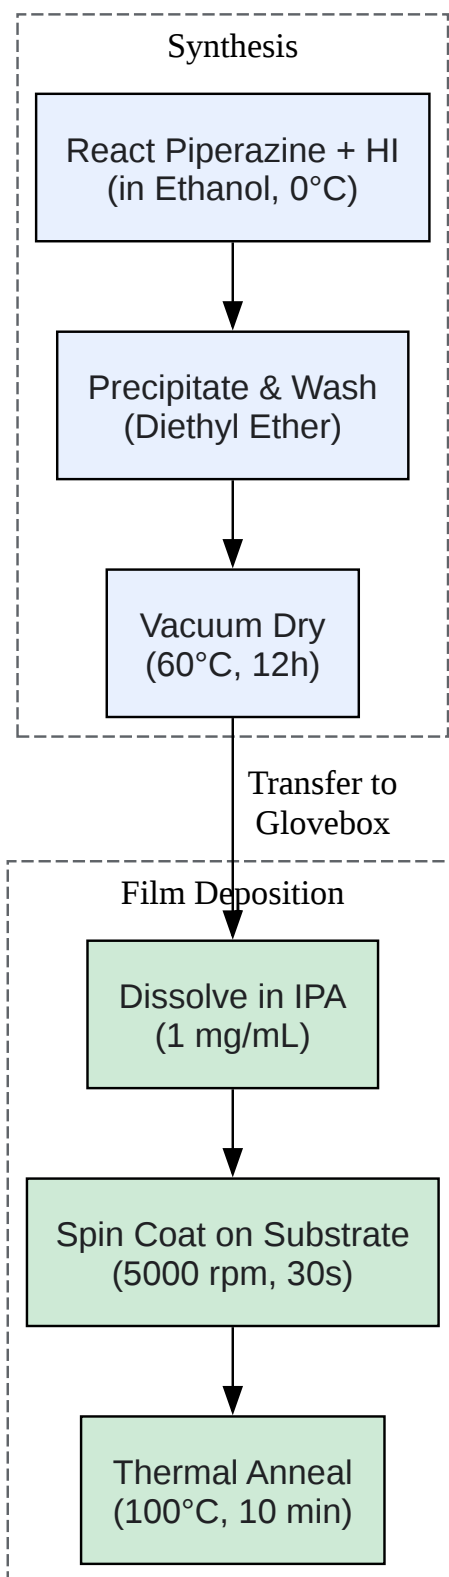 Synthesis
React Piperazine + HI
(in Ethanol, 0°C)
Precipitate & Wash
(Diethyl Ether)
Vacuum Dry
(60°C, 12h)
Transfer to
Glovebox
Film Deposition
Dissolve in IPA
(1 mg/mL)
Spin Coat on Substrate
(5000 rpm, 30s)
Thermal Anneal
(100°C, 10 min)